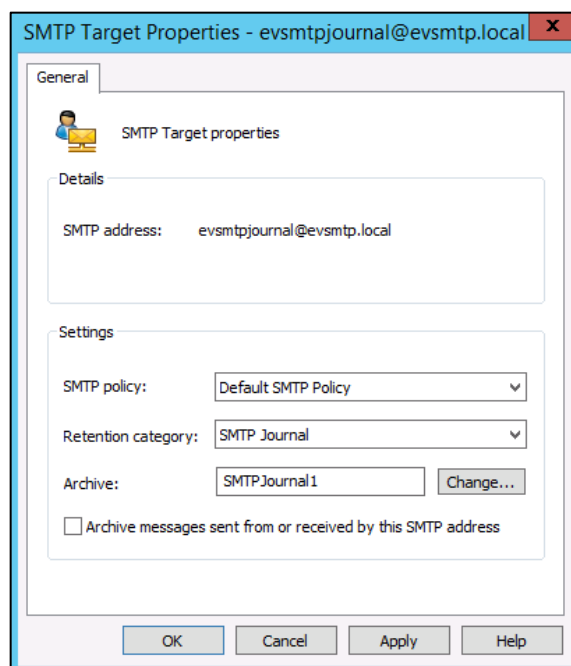 SMTP Target Properties - evsmtpjournal@evsmtp.local x
General
SMTP Target properties
Details
SMTP address: evsmtpjournal@evsmtp.local
Settings
SMTP policy: Default SMTP Policy
Retention category: SMTP Journal
Archive: SMTPJournal1 Change...
Archive messages sent from or received by this SMTP address
OK Cancel Apply Help